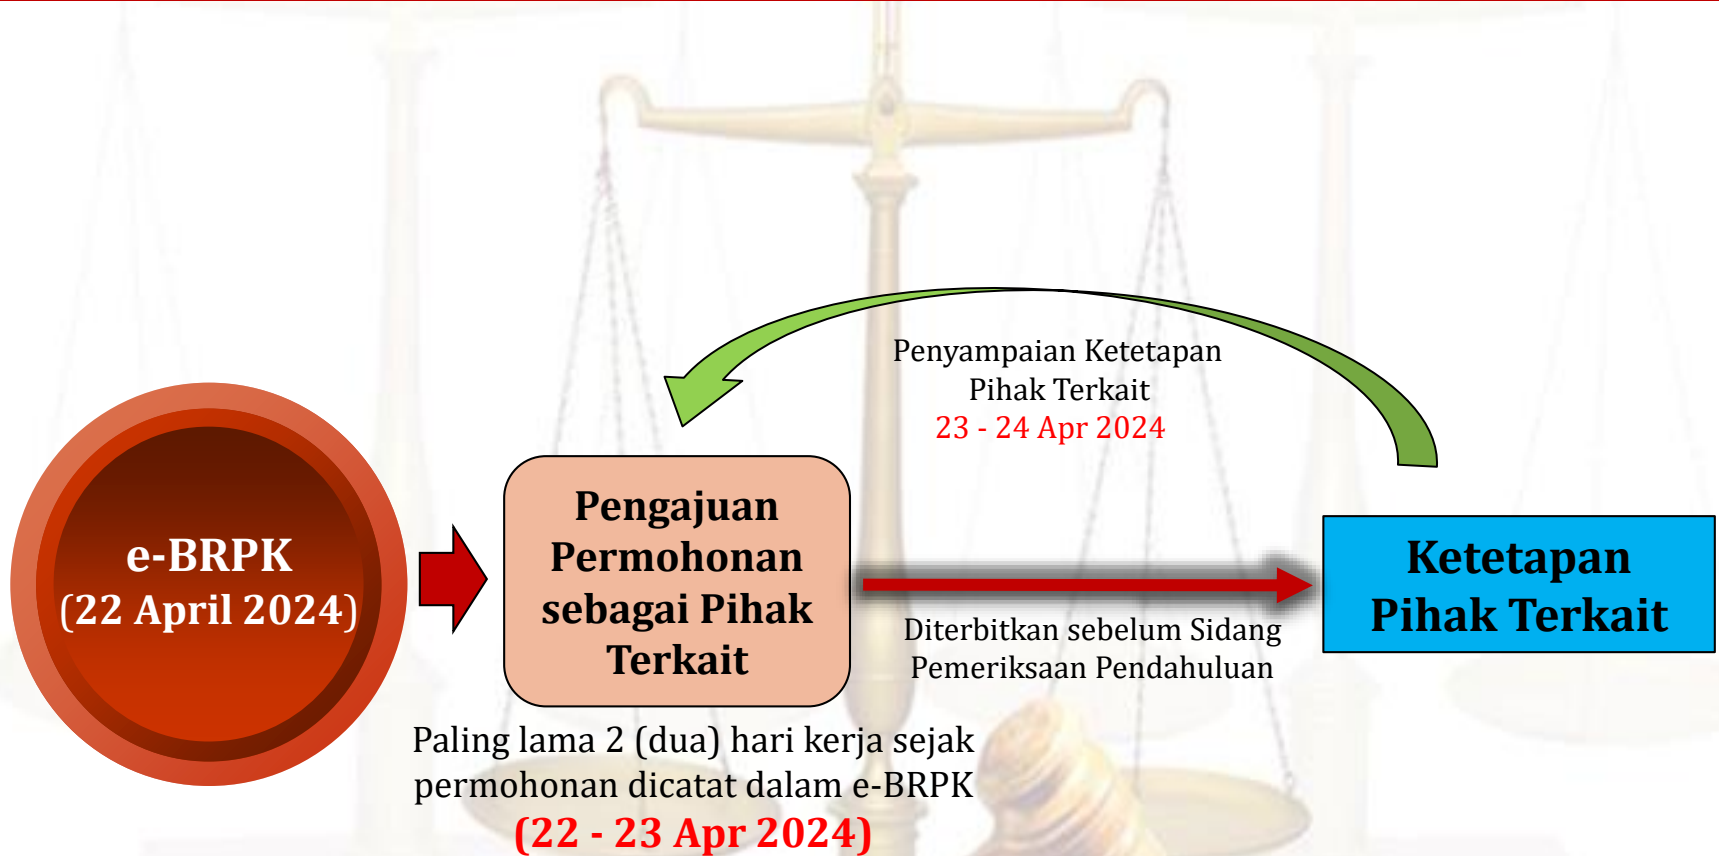 Penyampaian Ketetapan
Pihak Terkait
23 - 24 Apr 2024
e-BRPK
(22 April 2024)
Pengajuan
Permohonan
sebagai Pihak
Terkait
Diterbitkan sebelum Sidang
Pemeriksaan Pendahuluan
Ketetapan
Pihak Terkait
Paling lama 2 (dua) hari kerja sejak
permohonan dicatat dalam e-BRPK
(22 - 23 Apr 2024)